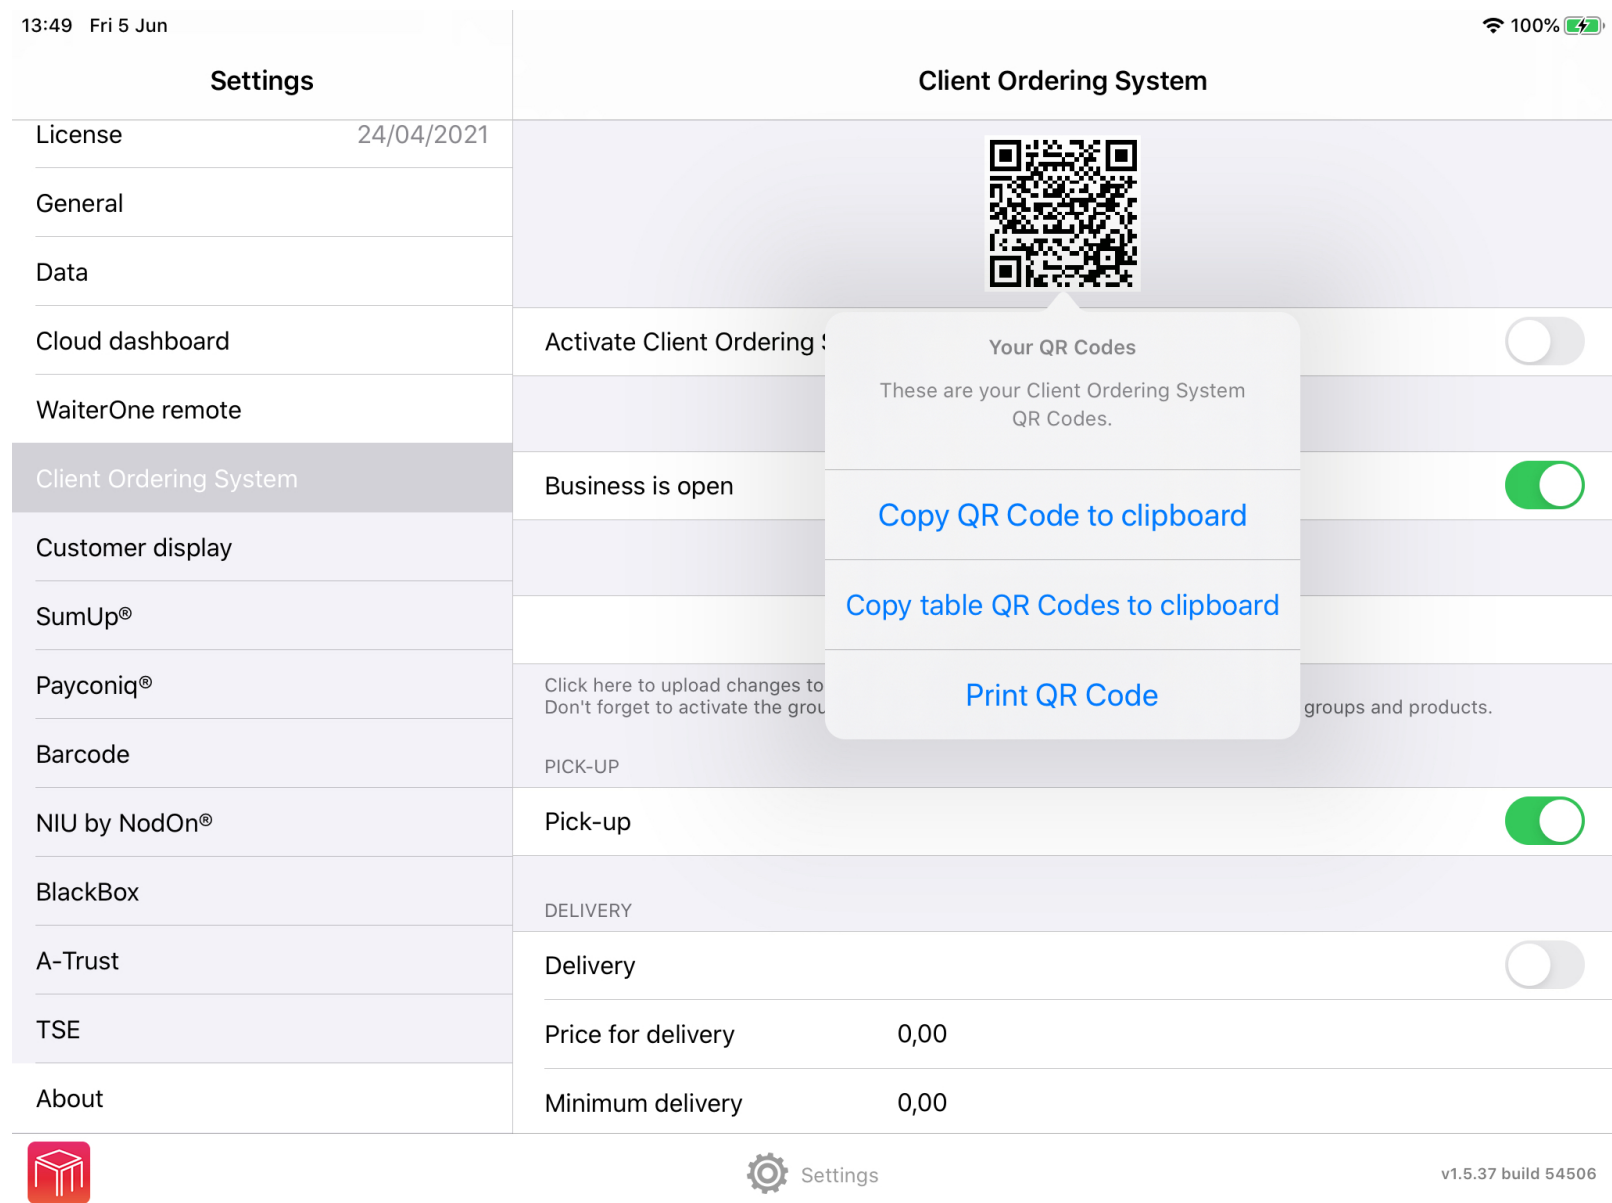 13:49 Fri 5 Jun
100%
Settings
License 24/04/2021
General
Data
Cloud dashboard
WaiterOne remote
Client Ordering System
Customer display
SumUp®
Payconiq®
Barcode
NIU by NodOn®
BlackBox
A-Trust
TSE
About
Client Ordering System
Activate Client Ordering
Your QR Codes
These are your Client Ordering System
QR Codes.
Business is open
Copy QR Code to clipboard
Copy table QR Codes to clipboard
Print QR Code
Click here to upload changes to
Don't forget to activate the grou groups and products.
PICK-UP
Pick-up
DELIVERY
Delivery
Price for delivery 0,00
Minimum delivery 0,00
Settings
v1.5.37 build 54506